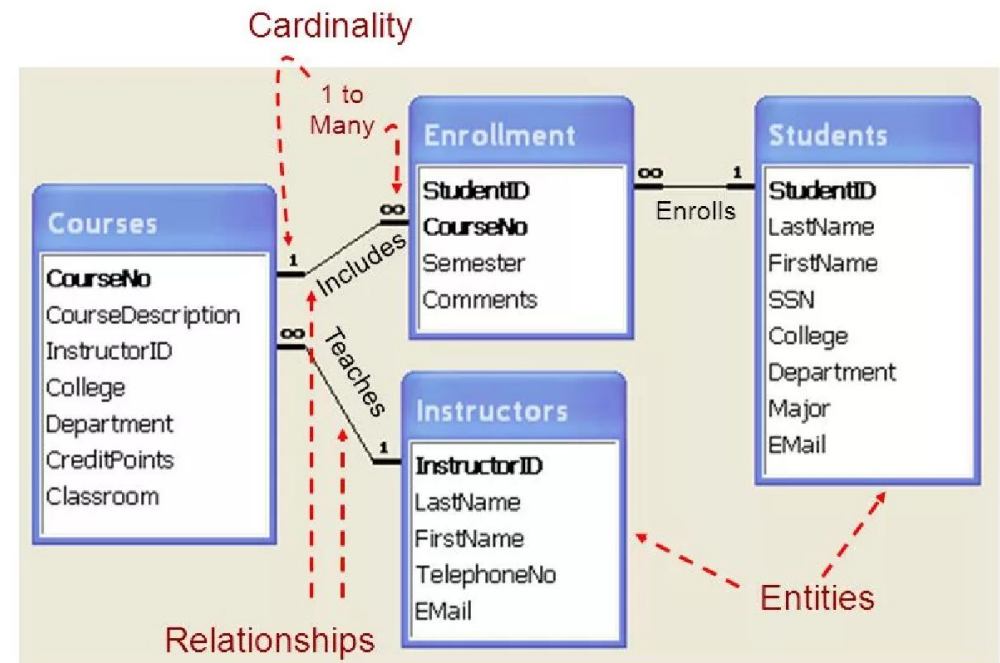 Cardinality
1 to
Many
Courses
CourseNo
CourseDescription
InstructorID
College
Department
CreditPoints
Classroom
1
∞
Includes
∞
Teaches
1
Enrollment
StudentID
CourseNo
Semester
Comments
∞
1
Enrolls
Students
StudentID
LastName
FirstName
SSN
College
Department
Major
EMail
Instructors
InstructorID
LastName
FirstName
TelephoneNo
EMail
Relationships
Entities